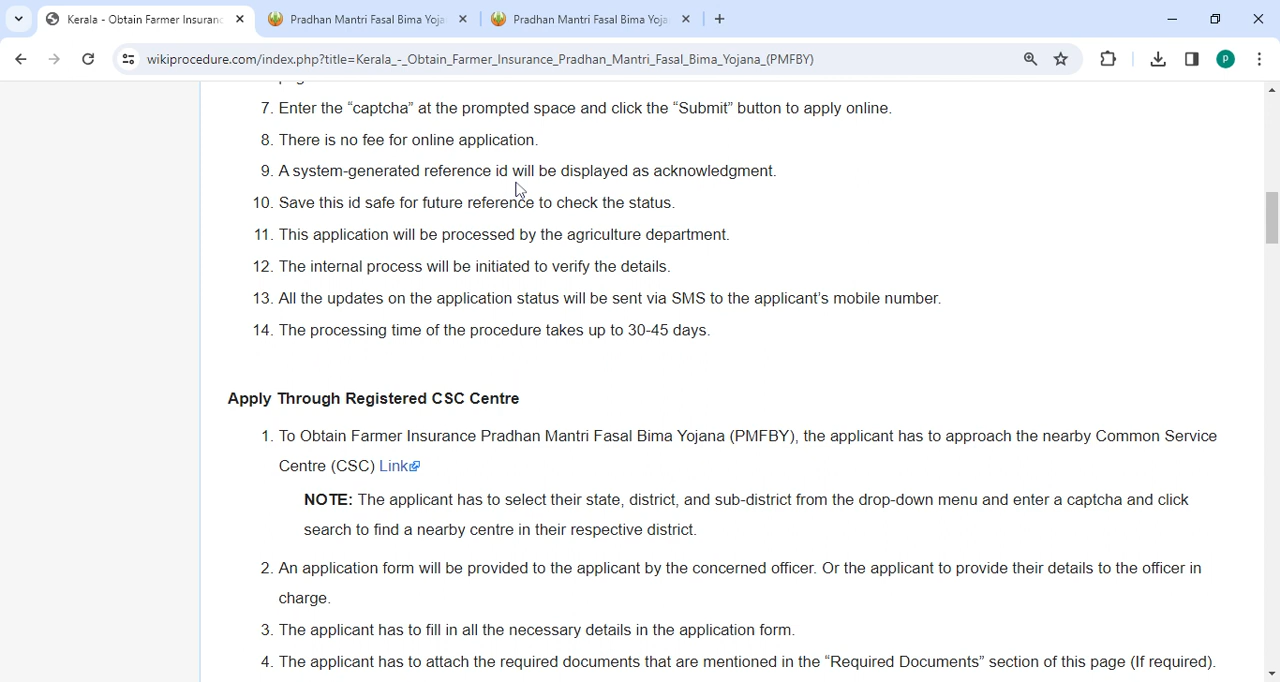 Kerala - Obtain Farmer Insuranc
Pradhan Mantri Fasal Bima Yoja
Pradhan Mantri Fasal Bima Yoja
wikiprocedure.com/index.php?title=Kerala_-_Obtain_Farmer_Insurance_Pradhan_Mantri_Fasal_Bima_Yojana_(PMFBY)
P
7. Enter the “captcha” at the prompted space and click the “Submit” button to apply online.
8. There is no fee for online application.
9. A system-generated reference id will be displayed as acknowledgment.
10. Save this id safe for future reference to check the status.
11. This application will be processed by the agriculture department.
12. The internal process will be initiated to verify the details.
13. All the updates on the application status will be sent via SMS to the applicant’s mobile number.
14. The processing time of the procedure takes up to 30-45 days.
Apply Through Registered CSC Centre
1. To Obtain Farmer Insurance Pradhan Mantri Fasal Bima Yojana (PMFBY), the applicant has to approach the nearby Common Service
Centre (CSC) Link
NOTE: The applicant has to select their state, district, and sub-district from the drop-down menu and enter a captcha and click
search to find a nearby centre in their respective district.
2. An application form will be provided to the applicant by the concerned officer. Or the applicant to provide their details to the officer in
charge.
3. The applicant has to fill in all the necessary details in the application form.
4. The applicant has to attach the required documents that are mentioned in the “Required Documents” section of this page (If required).